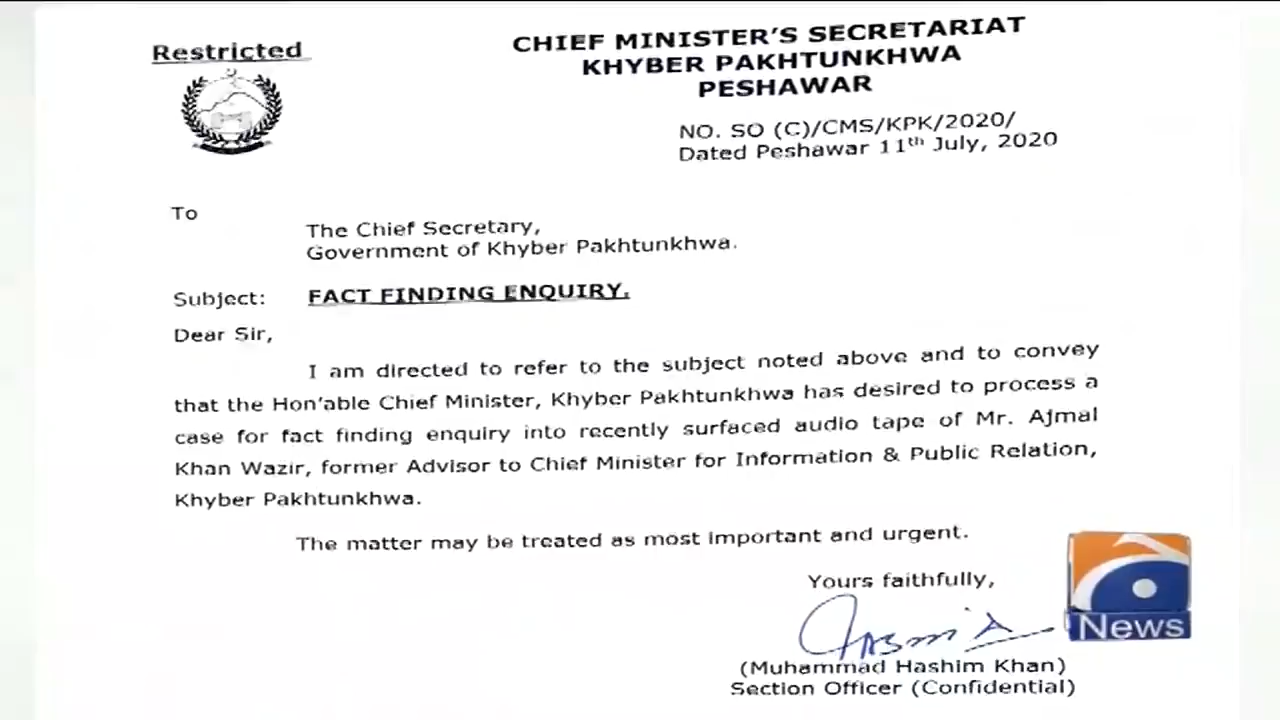 Restricted
CHIEF MINISTER'S SECRETARIAT
KHYBER PAKHTUNKHWA
PESHAWAR
NO. SO (C)/CMS/KPK/2020/
Dated Peshawar 11th July, 2020
To
The Chief Secretary,
Government of Khyber Pakhtunkhwa.
Subject: FACT FINDING ENQUIRY.
Dear Sir,
I am directed to refer to the subject noted above and to convey
that the Hon'able Chief Minister, Khyber Pakhtunkhwa has desired to process a
case for fact finding enquiry into recently surfaced audio tape of Mr. Ajmal
Khan Wazir, former Advisor to Chief Minister for Information & Public Relation,
Khyber Pakhtunkhwa.
The matter may be treated as most important and urgent.
Yours faithfully,
(Muhammad Hashim Khan)
Section Officer (Confidential)
News